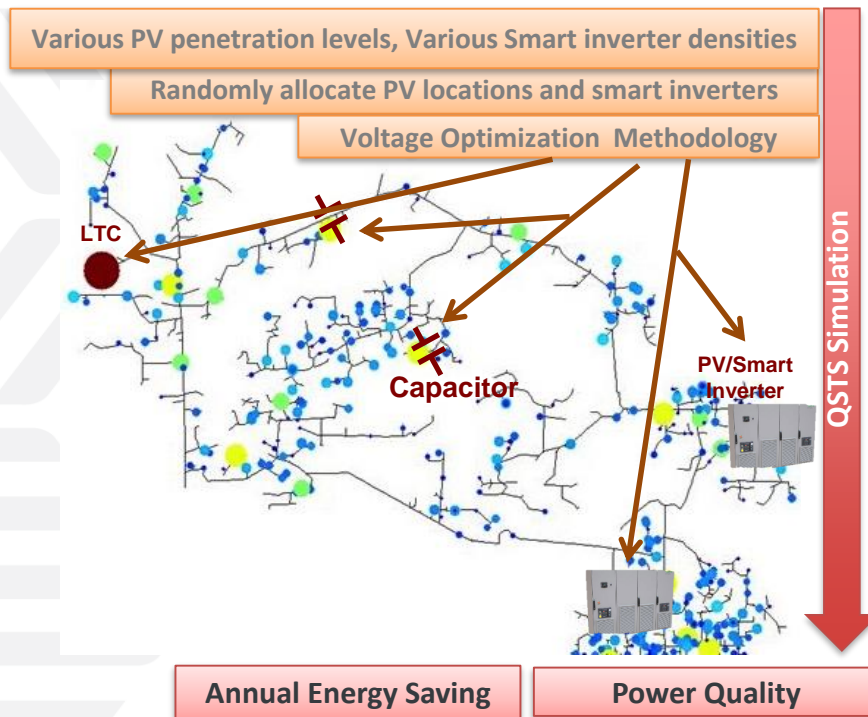 Various PV penetration levels, Various Smart inverter densities
Randomly allocate PV locations and smart inverters
Voltage Optimization Methodology
LTC
Capacitor
PV/Smart
Inverter
QSTS Simulation
Annual Energy Saving
Power Quality